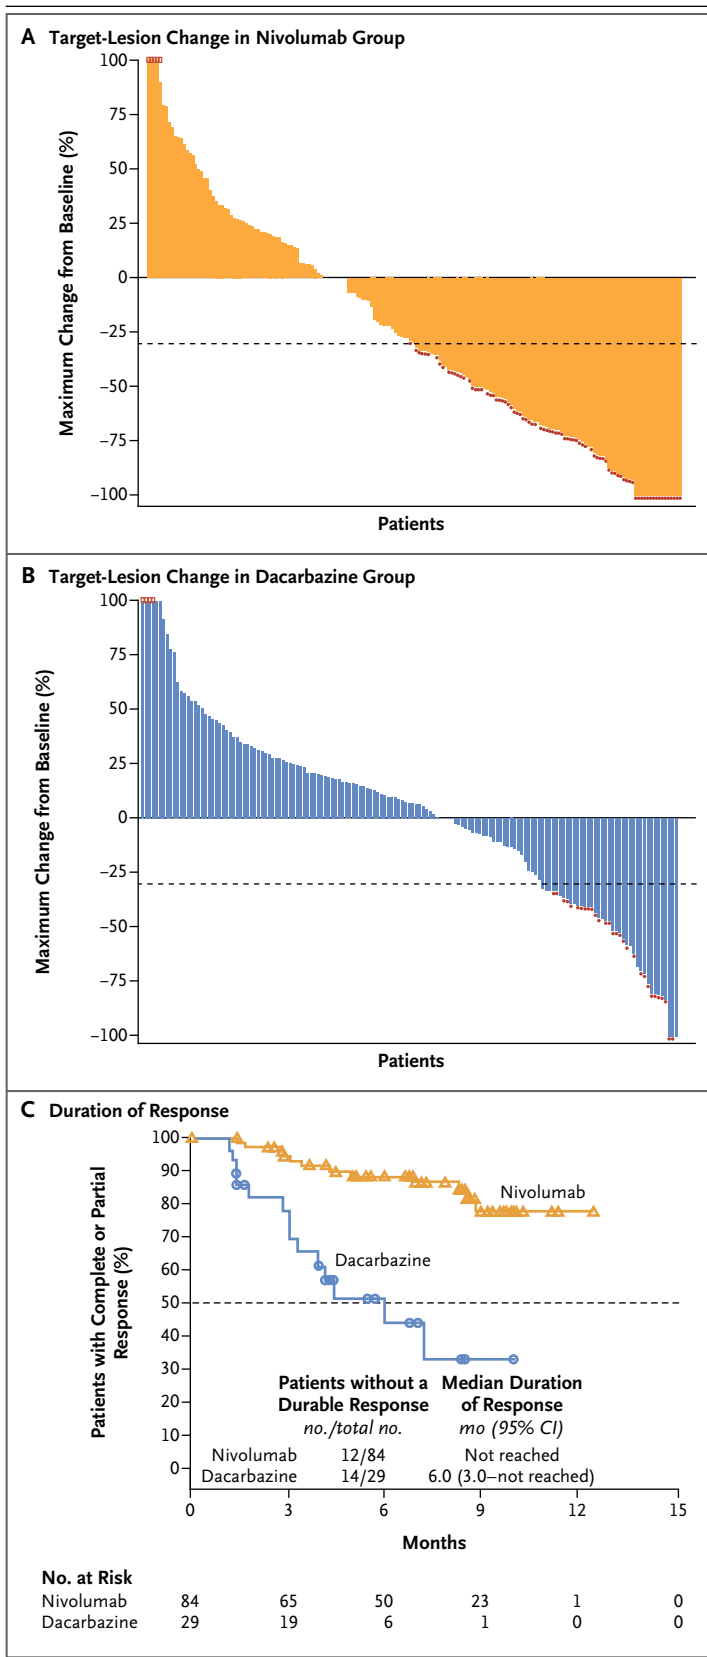 A Target-Lesion Change in Nivolumab Group
Maximum Change from Baseline (%)
100
75
50
25
0
−25
−50
−75
−100
Patients
B Target-Lesion Change in Dacarbazine Group
Maximum Change from Baseline (%)
100
75
50
25
0
−25
−50
−75
−100
Patients
C Duration of Response
Patients with Complete or Partial
Response (%)
100
90
80
70
60
50
40
30
20
10
0
Nivolumab
Dacarbazine
Patients without a Median Duration
Durable Response of Response
no./total no. mo (95% CI)
Nivolumab 12/84 Not reached
Dacarbazine 14/29 6.0 (3.0–not reached)
0 3 6 9 12 15
Months
No. at Risk
Nivolumab 84 65 50 23 1 0
Dacarbazine 29 19 6 1 0 0